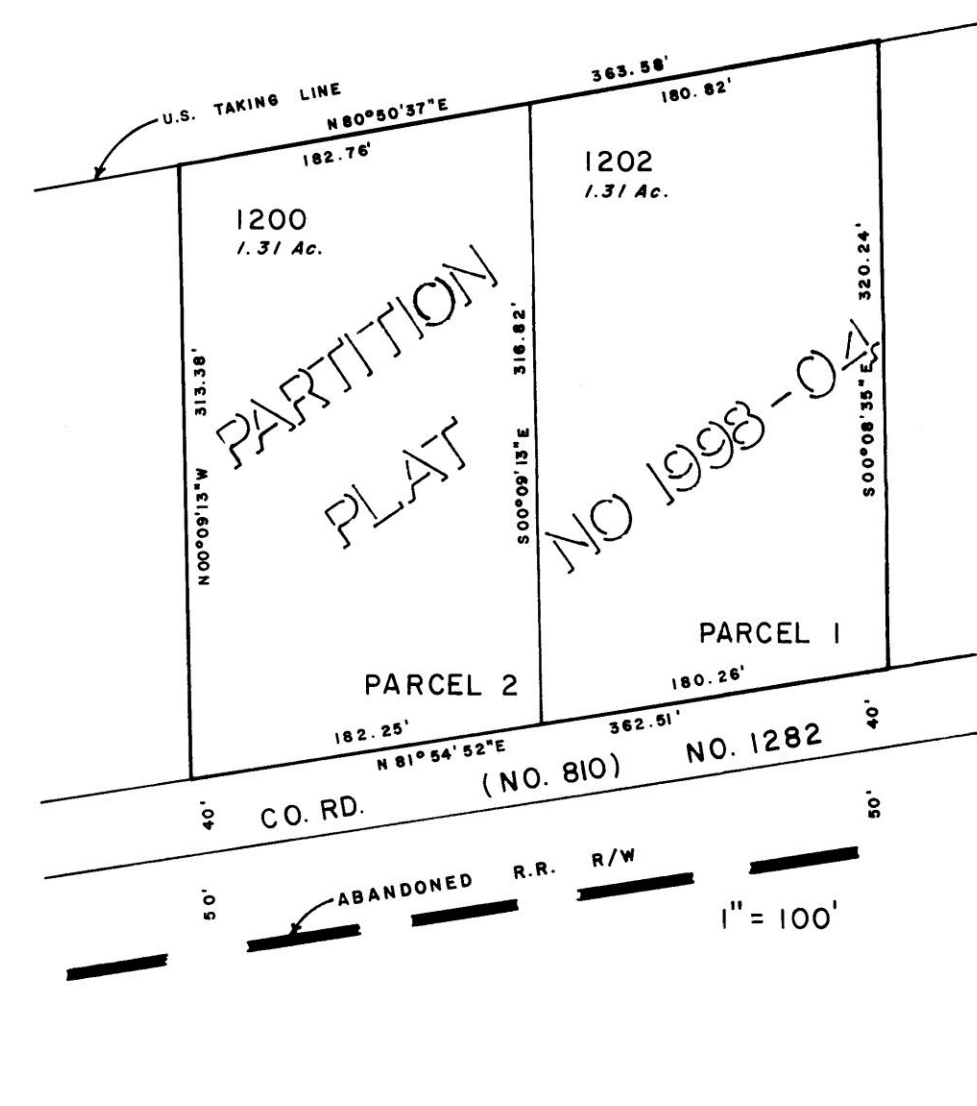 363.58'
180.82'
U.S. TAKING LINE
N 80°50'37"E
182.76'
1202
1.31 Ac.
1200
1.31 Ac.
320.24'
S 00°08'35"E
316.82'
S 00°09'13"E
313.38'
N 00°09'13"W
PARTITION
PLAT
NO 1998-04
PARCEL 1
PARCEL 2
180.26'
182.25'
362.51'
N 81°54'52"E
40'
40'
CO. RD. (NO. 810) NO. 1282
50'
50'
ABANDONED R.R. R/W
1" = 100'